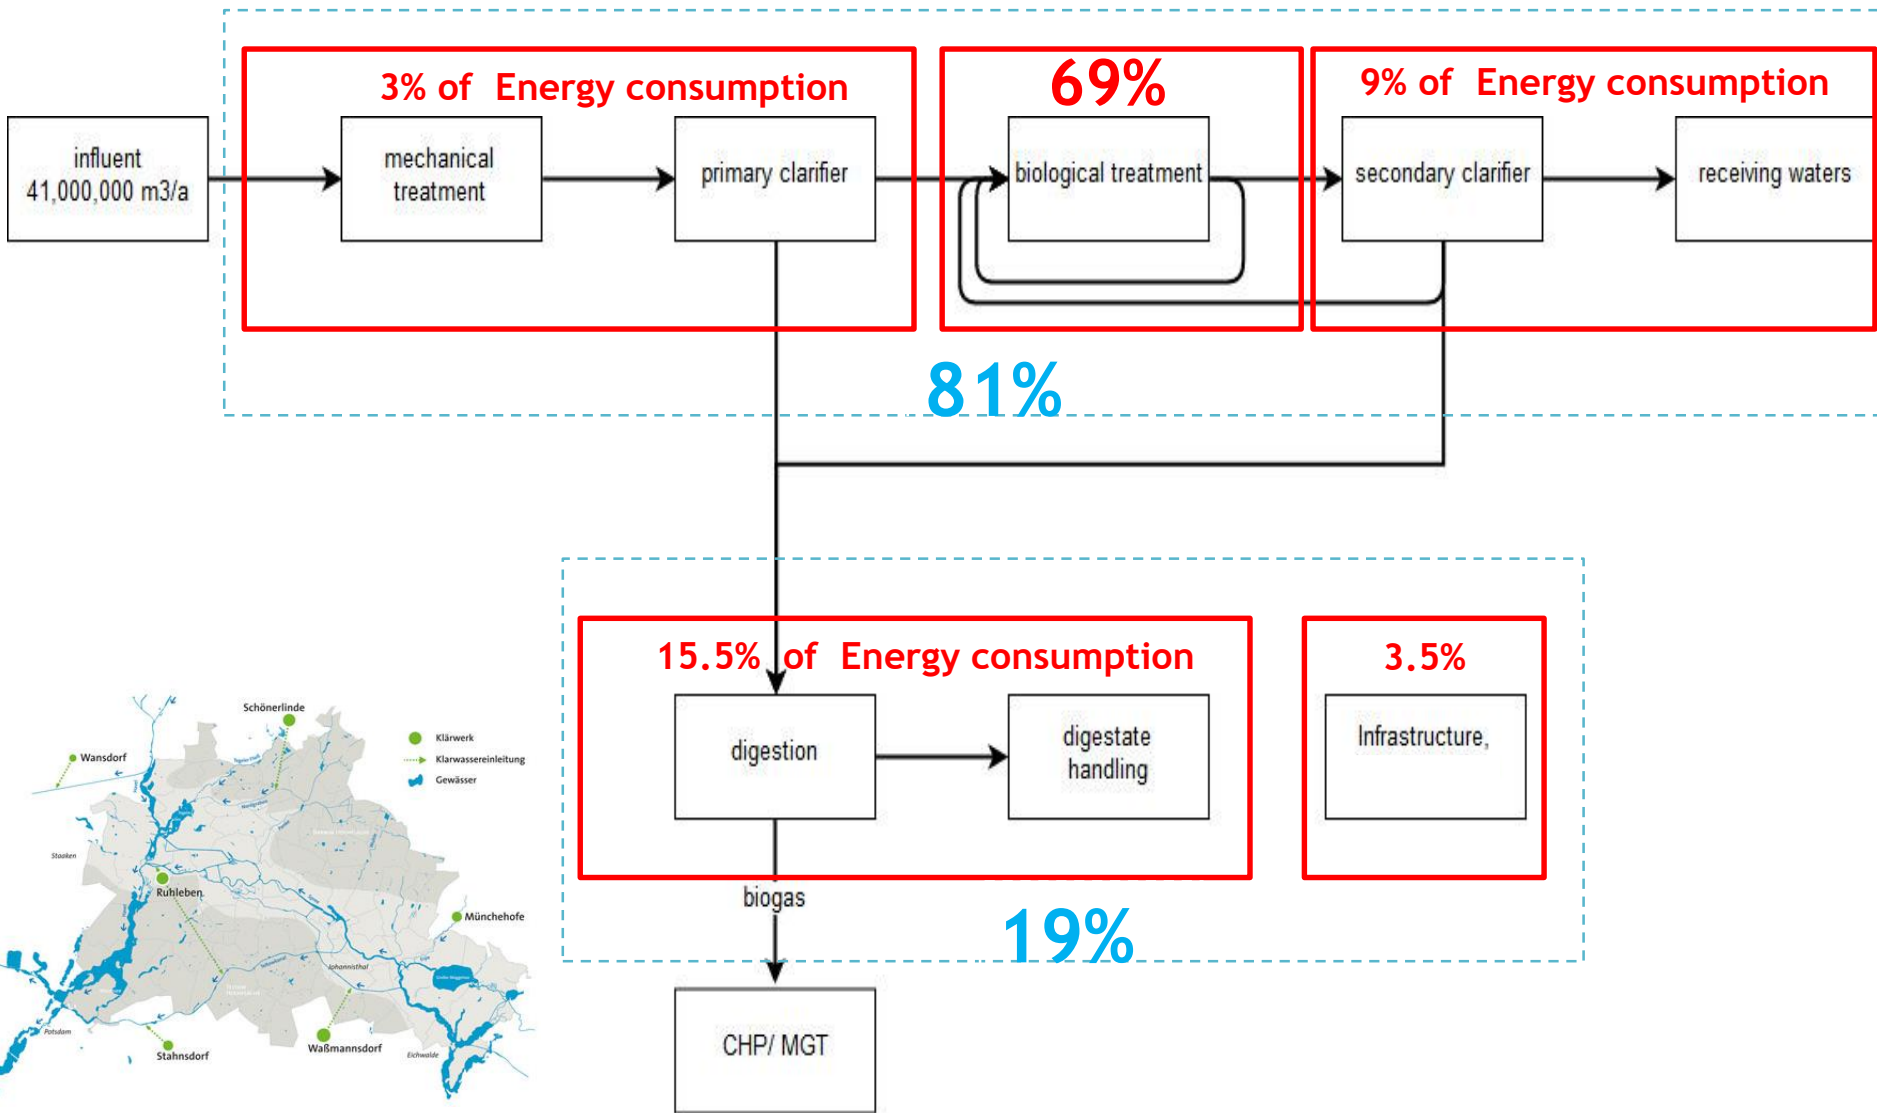 3% of  Energy consumption
69%
9% of  Energy consumption
influent
41,000,000 m3/a
mechanical
treatment
primary clarifier
biological treatment
secondary clarifier
receiving waters
81%
15.5%  of  Energy consumption
3.5%
digestion
digestate
handling
Infrastructure,
biogas
19%
CHP/ MGT
Schönerlinde
Wansdorf
Klärwerk
Klarwassereinleitung
Gewässer
Staaken
Ruhleben
Münchehofe
Johannisthal
Potsdam
Stahnsdorf
Waßmannsdorf
Eichwalde